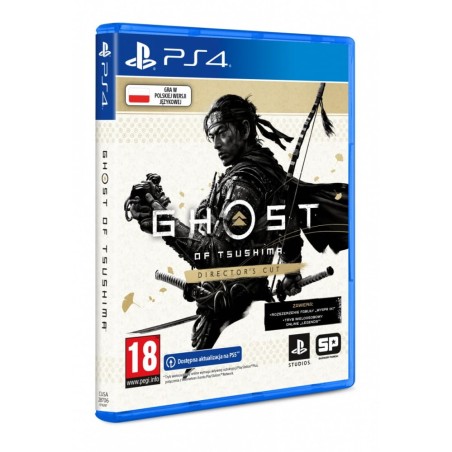 PS4
GRA W
POLSKIEJ WERSJI
JĘZYKOWEJ
GHOST OF TSUSHIMA
GHOST
OF TSUSHIMA
DIRECTOR'S CUT
ZAWIERA:
18
www.pegi.info
Dostępna aktualizacja na PS5
STUDIOS
SP
CUSA